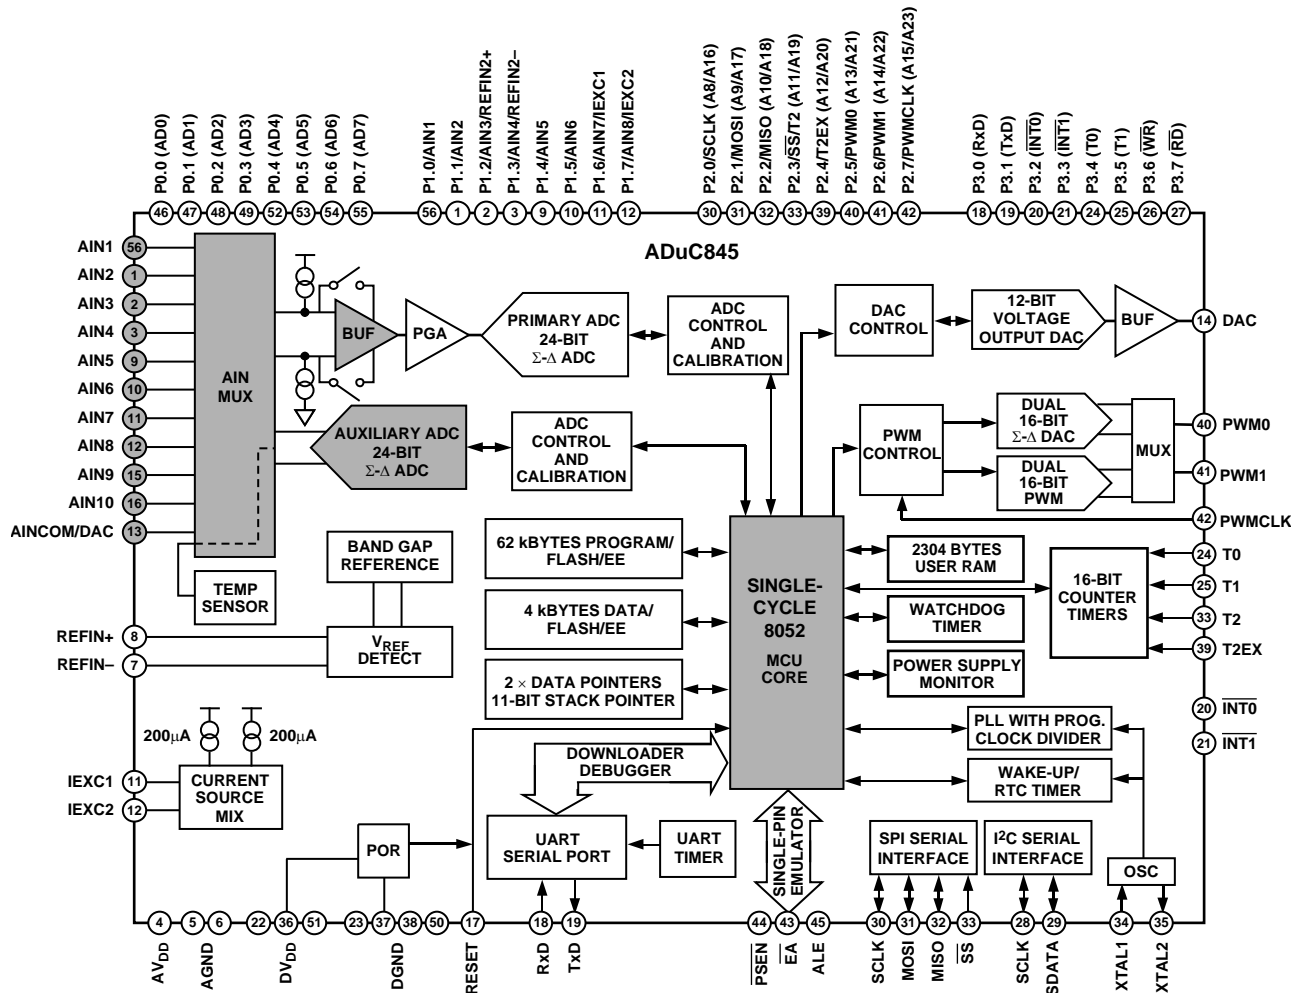 P0.0 (AD0)
P0.1 (AD1)
P0.2 (AD2)
P0.3 (AD3)
P0.4 (AD4)
P0.5 (AD5)
P0.6 (AD6)
P0.7 (AD7)
P1.0/AIN1
P1.1/AIN2
P1.2/AIN3/REFIN2+
P1.3/AIN4/REFIN2–
P1.4/AIN5
P1.5/AIN6
P1.6/AIN7/IEXC1
P1.7/AIN8/IEXC2
P2.0/SCLK (A8/A16)
P2.1/MOSI (A9/A17)
P2.2/MISO (A10/A18)
P2.3/S̅S̅/T2 (A11/A19)
P2.4/T2EX (A12/A20)
P2.5/PWM0 (A13/A21)
P2.6/PWM1 (A14/A22)
P2.7/PWMCLK (A15/A23)
P3.0 (RxD)
P3.1 (TxD)
P3.2 (I̅N̅T̅0̅)
P3.3 (I̅N̅T̅1̅)
P3.4 (T0)
P3.5 (T1)
P3.6 (W̅R̅)
P3.7 (R̅D̅)
46 47 48 49 52 53 54 55
56 1 2 3 9 10 11 12
30 31 32 33 39 40 41 42
18 19 20 21 24 25 26 27
ADuC845
AIN1 56
AIN2 1
AIN3 2
AIN4 3
AIN5 9
AIN6 10
AIN7 11
AIN8 12
AIN9 15
AIN10 16
AINCOM/DAC 13
AIN
MUX
BUF
PGA
PRIMARY ADC
24-BIT
Σ-Δ ADC
ADC
CONTROL
AND
CALIBRATION
DAC
CONTROL
12-BIT
VOLTAGE
OUTPUT DAC
BUF
14 DAC
AUXILIARY ADC
24-BIT
Σ-Δ ADC
ADC
CONTROL
AND
CALIBRATION
PWM
CONTROL
DUAL
16-BIT
Σ-Δ DAC
DUAL
16-BIT
PWM
MUX
40 PWM0
41 PWM1
42 PWMCLK
TEMP
SENSOR
BAND GAP
REFERENCE
VREF
DETECT
REFIN+ 8
REFIN– 7
62 kBYTES PROGRAM/
FLASH/EE
4 kBYTES DATA/
FLASH/EE
2 × DATA POINTERS
11-BIT STACK POINTER
SINGLE-
CYCLE
8052
MCU
CORE
2304 BYTES
USER RAM
WATCHDOG
TIMER
POWER SUPPLY
MONITOR
16-BIT
COUNTER
TIMERS
24 T0
25 T1
33 T2
39 T2EX
20 I̅N̅T̅0̅
21 I̅N̅T̅1̅
PLL WITH PROG.
CLOCK DIVIDER
WAKE-UP/
RTC TIMER
200µA
200µA
IEXC1 11
IEXC2 12
CURRENT
SOURCE
MIX
DOWNLOADER
DEBUGGER
POR
UART
SERIAL PORT
UART
TIMER
SINGLE-PIN
EMULATOR
SPI SERIAL
INTERFACE
I2C SERIAL
INTERFACE
OSC
4 5 6 22 36 51 23 37 38 50 17 18 19 44 43 45 30 31 32 33 28 29 34 35
AVDD
AGND
DVDD
DGND
RESET
RxD
TxD
P̅S̅E̅N̅
E̅A̅
ALE
SCLK
MOSI
MISO
S̅S̅
SCLK
SDATA
XTAL1
XTAL2